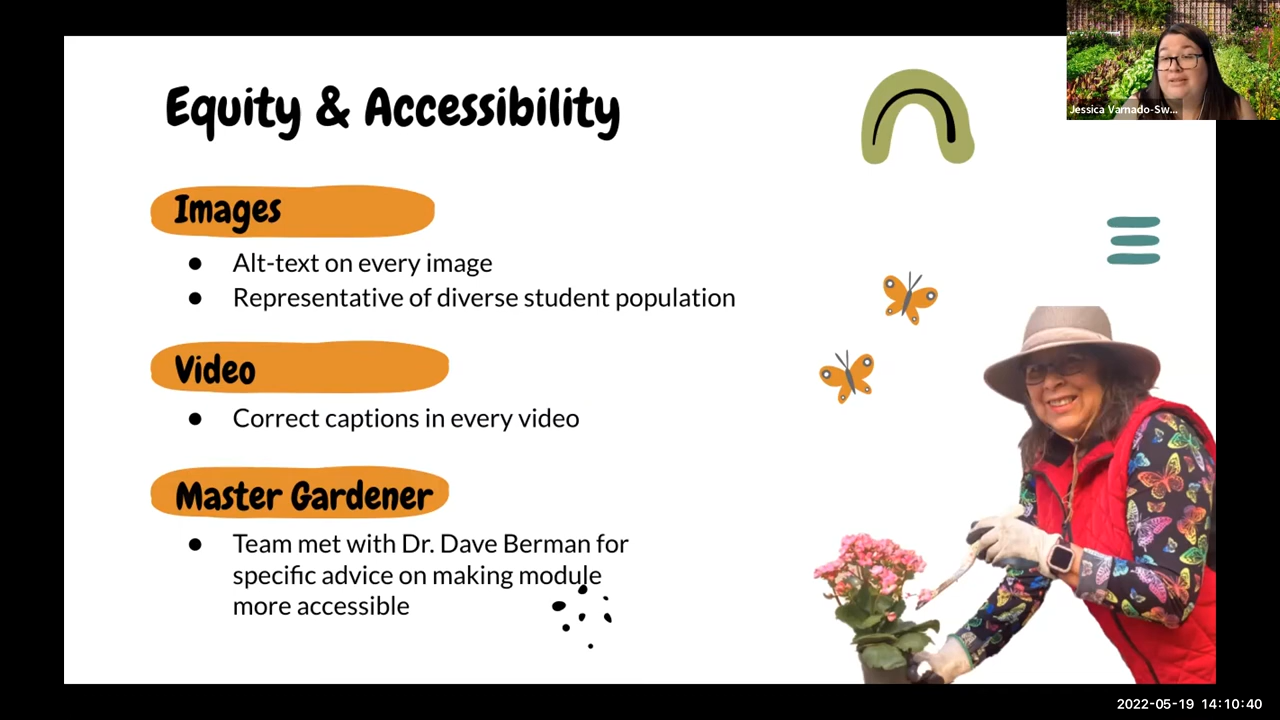 Equity & Accessibility
Jessica Varnado-Sw...
Images
● Alt-text on every image
● Representative of diverse student population
Video
● Correct captions in every video
Master Gardener
● Team met with Dr. Dave Berman for
specific advice on making module
more accessible
2022-05-19 14:10:40